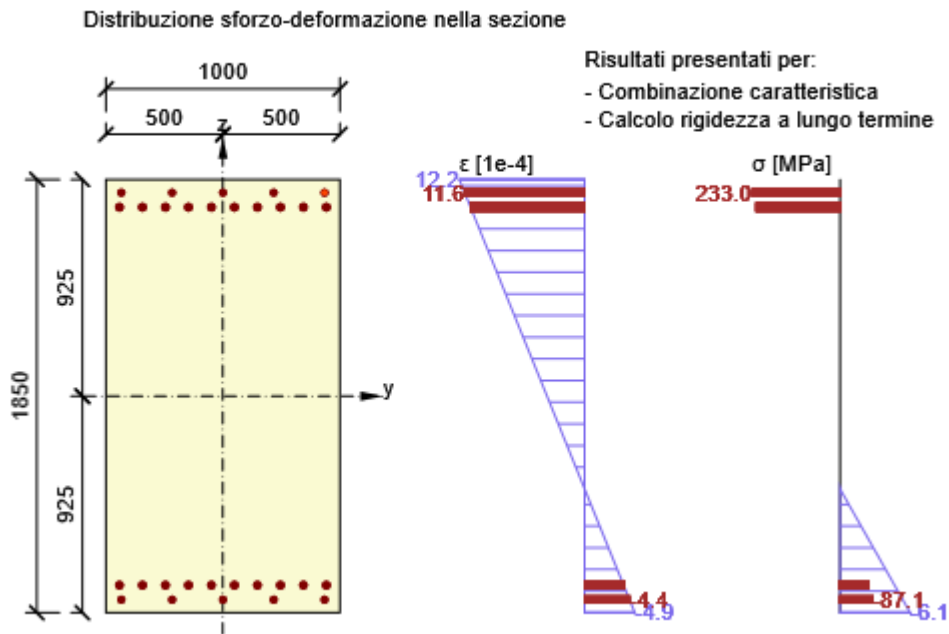 Distribuzione sforzo-deformazione nella sezione
Risultati presentati per:
- Combinazione caratteristica
- Calcolo rigidezza a lungo termine
1000
500
z
500
ε [1e-4]
σ [MPa]
12.2
11.6
233.0
925
1850
y
925
-4.4
-4.9
-87.1
-6.1